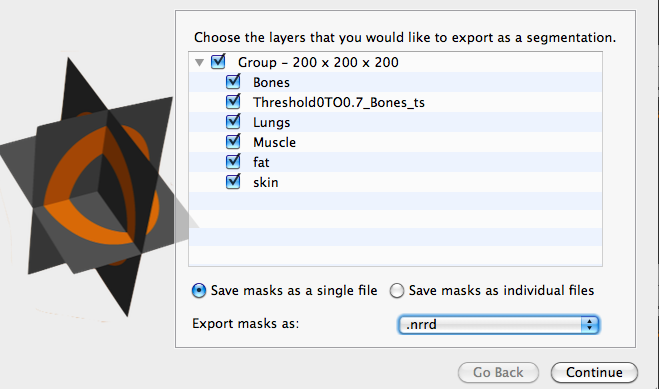 Choose the layers that you would like to export as a segmentation.
Group – 200 x 200 x 200
Bones
Threshold0TO0.7_Bones_ts
Lungs
Muscle
fat
skin
Save masks as a single file Save masks as individual files
Export masks as: .nrrd
Go Back Continue